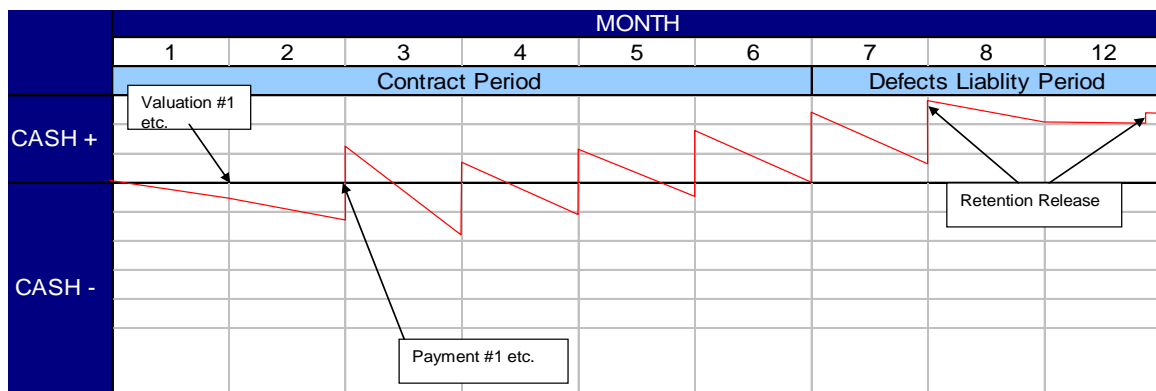 MONTH
1 2 3 4 5 6 7 8 12
Contract Period Defects Liablity Period
Valuation #1
etc.
CASH +
Retention Release
CASH -
Payment #1 etc.